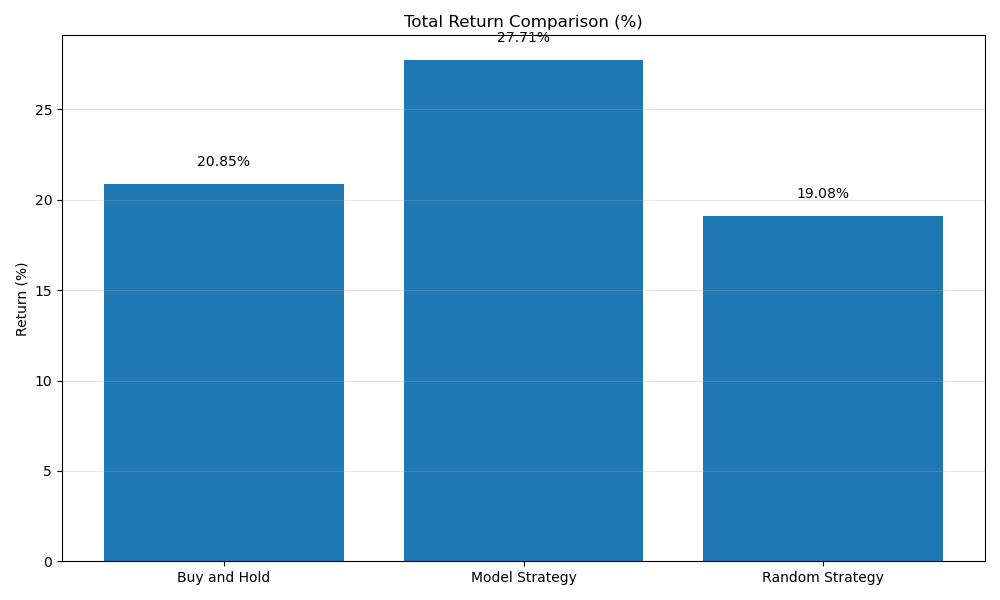 Total Return Comparison (%)
27.71%
20.85%
19.08%
25
20
15
10
5
0
Return (%)
Buy and Hold
Model Strategy
Random Strategy